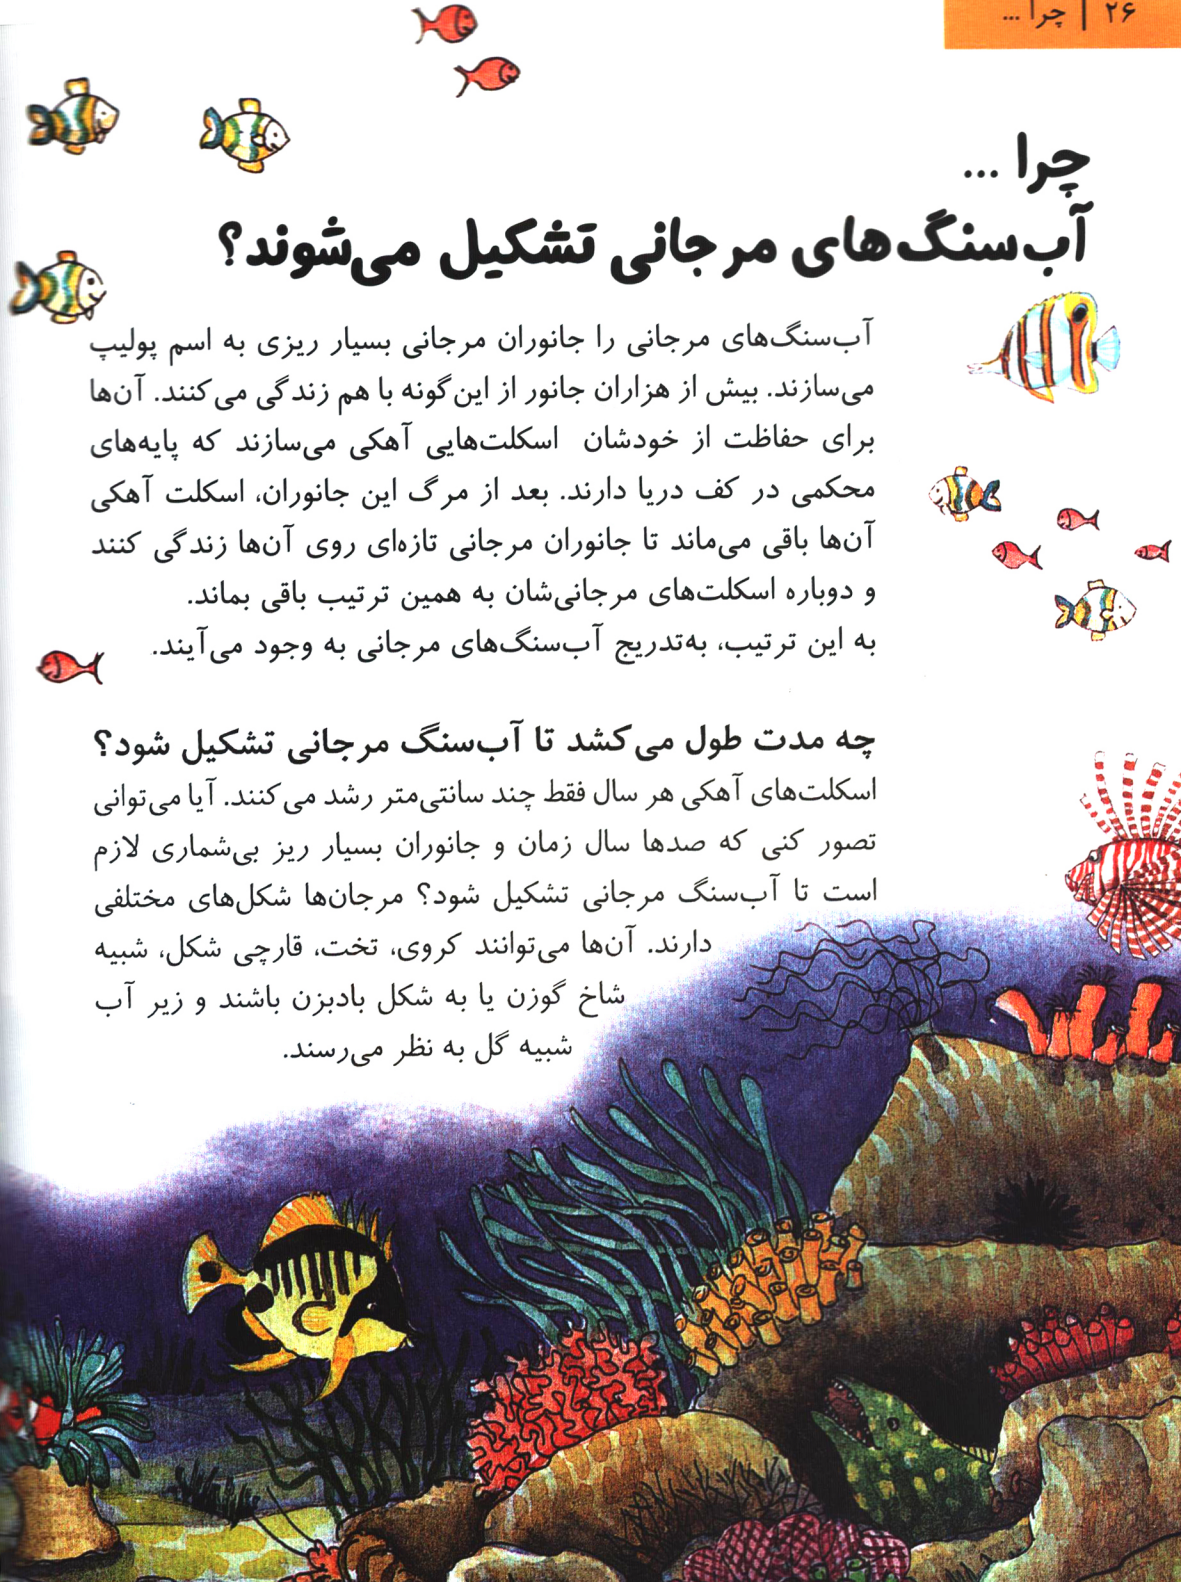 ۲۶ | چرا ...
چرا ...
آب‌سنگ‌های مرجانی تشکیل می‌شوند؟
آب‌سنگ‌های مرجانی را جانوران مرجانی بسیار ریزی به اسم پولیپ
می‌سازند. بیش از هزاران جانور از این‌گونه با هم زندگی می‌کنند. آن‌ها
برای حفاظت از خودشان اسکلت‌هایی آهکی می‌سازند که پایه‌های
محکمی در کف دریا دارند. بعد از مرگ این جانوران، اسکلت آهکی
آن‌ها باقی می‌ماند تا جانوران مرجانی تازه‌ای روی آن‌ها زندگی کنند
و دوباره اسکلت‌های مرجانی‌شان به همین ترتیب باقی بماند.
به این ترتیب، به‌تدریج آب‌سنگ‌های مرجانی به وجود می‌آیند.
چه مدت طول می‌کشد تا آب‌سنگ مرجانی تشکیل شود؟
اسکلت‌های آهکی هر سال فقط چند سانتی‌متر رشد می‌کنند. آیا می‌توانی
تصور کنی که صدها سال زمان و جانوران بسیار ریز بی‌شماری لازم
است تا آب‌سنگ مرجانی تشکیل شود؟ مرجان‌ها شکل‌های مختلفی
دارند. آن‌ها می‌توانند کروی، تخت، قارچی شکل، شبیه
شاخ گوزن یا به شکل بادبزن باشند و زیر آب
شبیه گل به نظر می‌رسند.